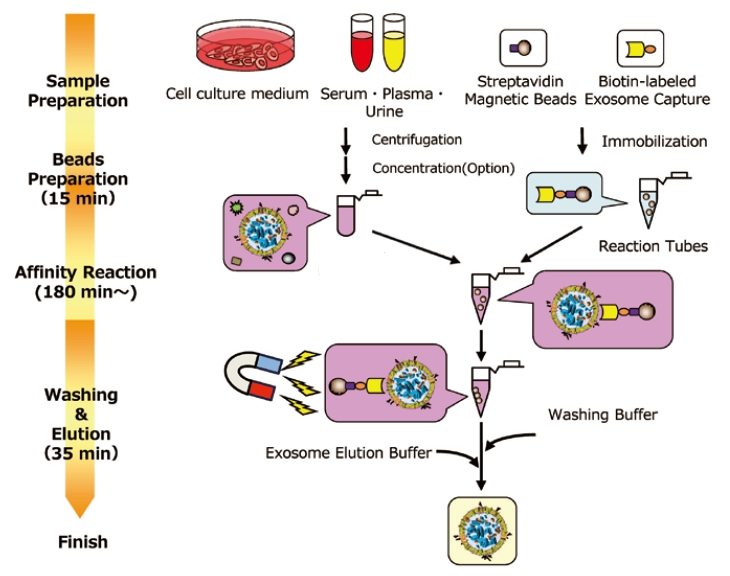 Sample
Preparation
Beads
Preparation
(15 min)
Affinity Reaction
(180 min～)
Washing
&
Elution
(35 min)
Finish
Cell culture medium
Serum・Plasma・
Urine
Streptavidin
Magnetic Beads
Biotin-labeled
Exosome Capture
Centrifugation
Concentration(Option)
Immobilization
Reaction Tubes
Washing Buffer
Exosome Elution Buffer